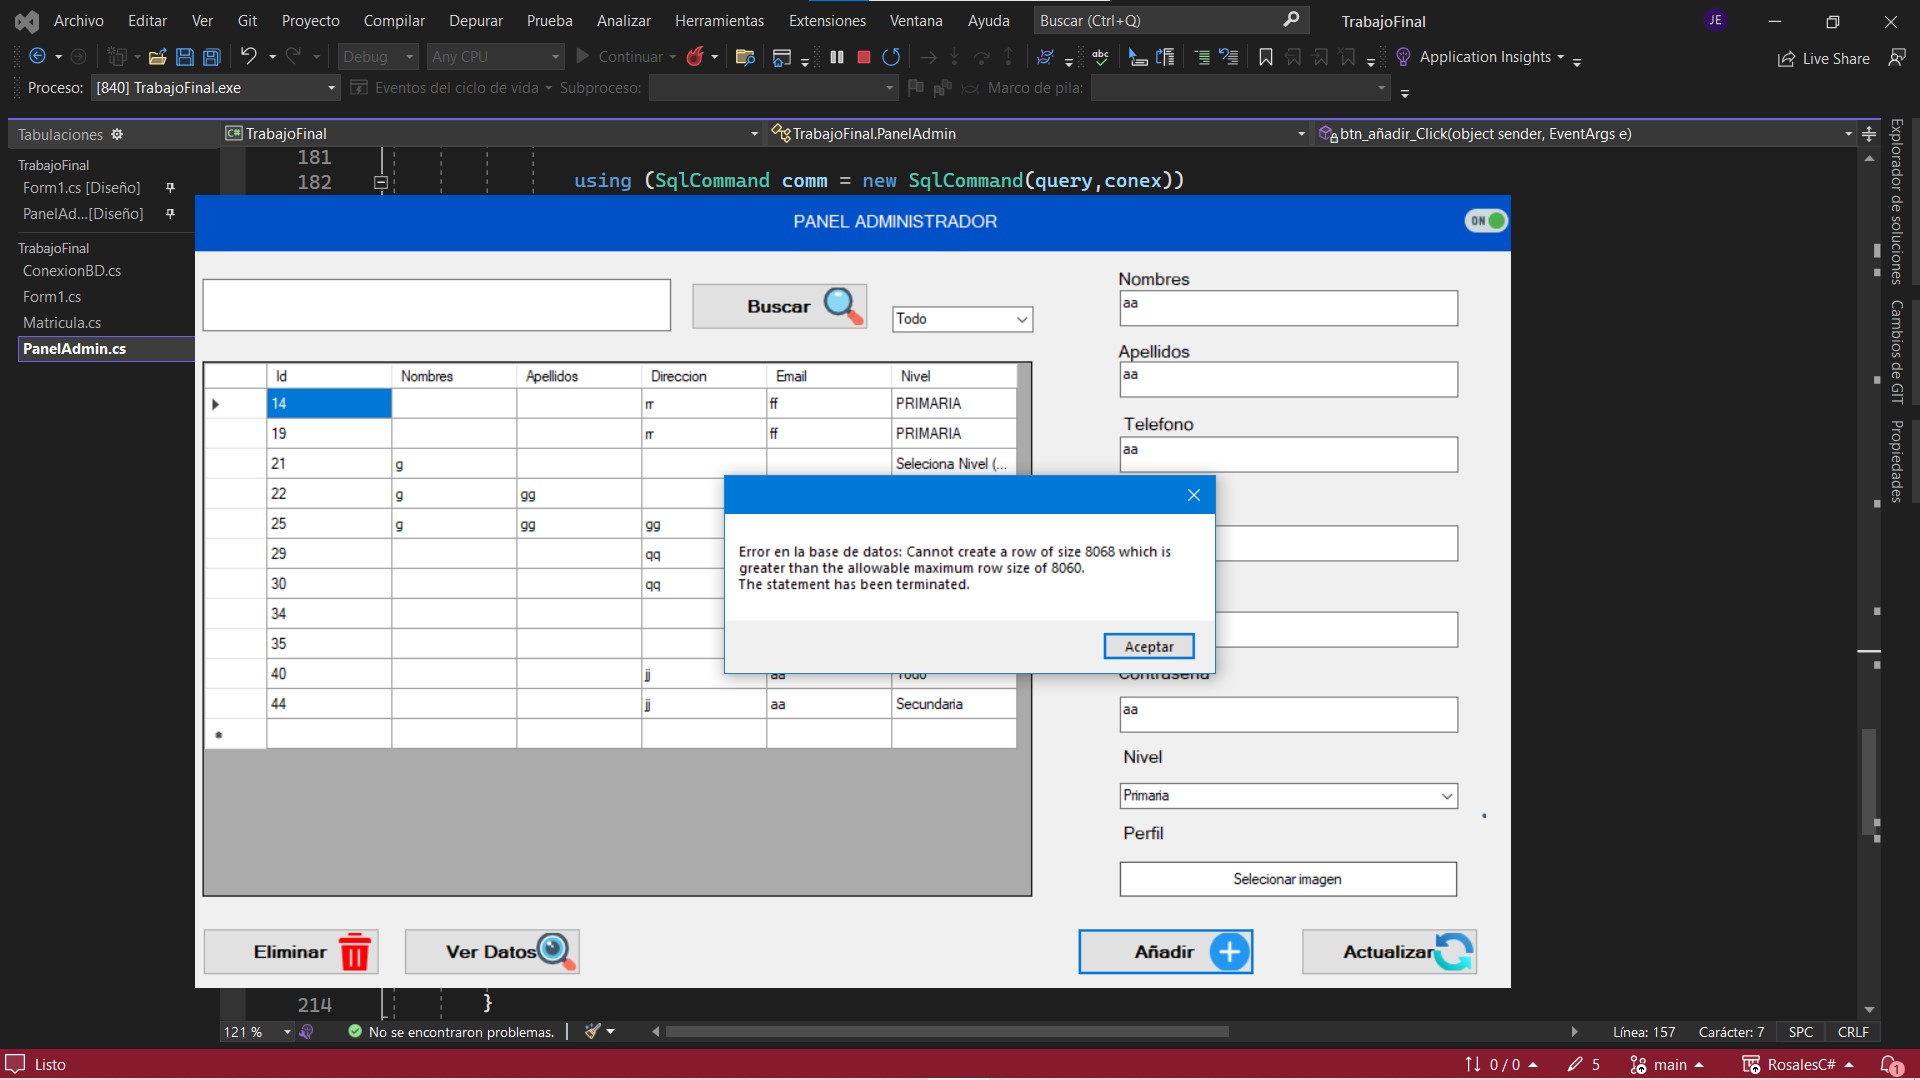 Archivo Editar Ver Git Proyecto Compilar Depurar Prueba Analizar Herramientas Extensiones Ventana Ayuda Buscar (Ctrl+Q) TrabajoFinal JE
Debug Any CPU Continuar Application Insights Live Share
Proceso: [840] TrabajoFinal.exe Eventos del ciclo de vida Subproceso: Marco de pila:
Tabulaciones
TrabajoFinal TrabajoFinal.PanelAdmin btn_añadir_Click(object sender, EventArgs e)
TrabajoFinal
Form1.cs [Diseño]
PanelAd...[Diseño]
TrabajoFinal
ConexionBD.cs
Form1.cs
Matricula.cs
PanelAdmin.cs
181
182 using (SqlCommand comm = new SqlCommand(query,conex))
PANEL ADMINISTRADOR ON
Buscar
Todo
Id Nombres Apellidos Direccion Email Nivel
14 rr ff PRIMARIA
19 rr ff PRIMARIA
21 g Seleciona Nivel (...
22 g gg
25 g gg gg
29 qq
30 qq
34
35
40 jj aa Todo
44 jj aa Secundaria
Error en la base de datos: Cannot create a row of size 8068 which is
greater than the allowable maximum row size of 8060.
The statement has been terminated.
Aceptar
Nombres
aa
Apellidos
aa
Telefono
aa
Contraseña
aa
Nivel
Primaria
Perfil
Selecionar imagen
Eliminar Ver Datos Añadir Actualizar
214 }
121 % No se encontraron problemas. Línea: 157 Carácter: 7 SPC CRLF
Listo 0 / 0 5 main RosalesC# 1
Explorador de soluciones
Cambios de GIT
Propiedades